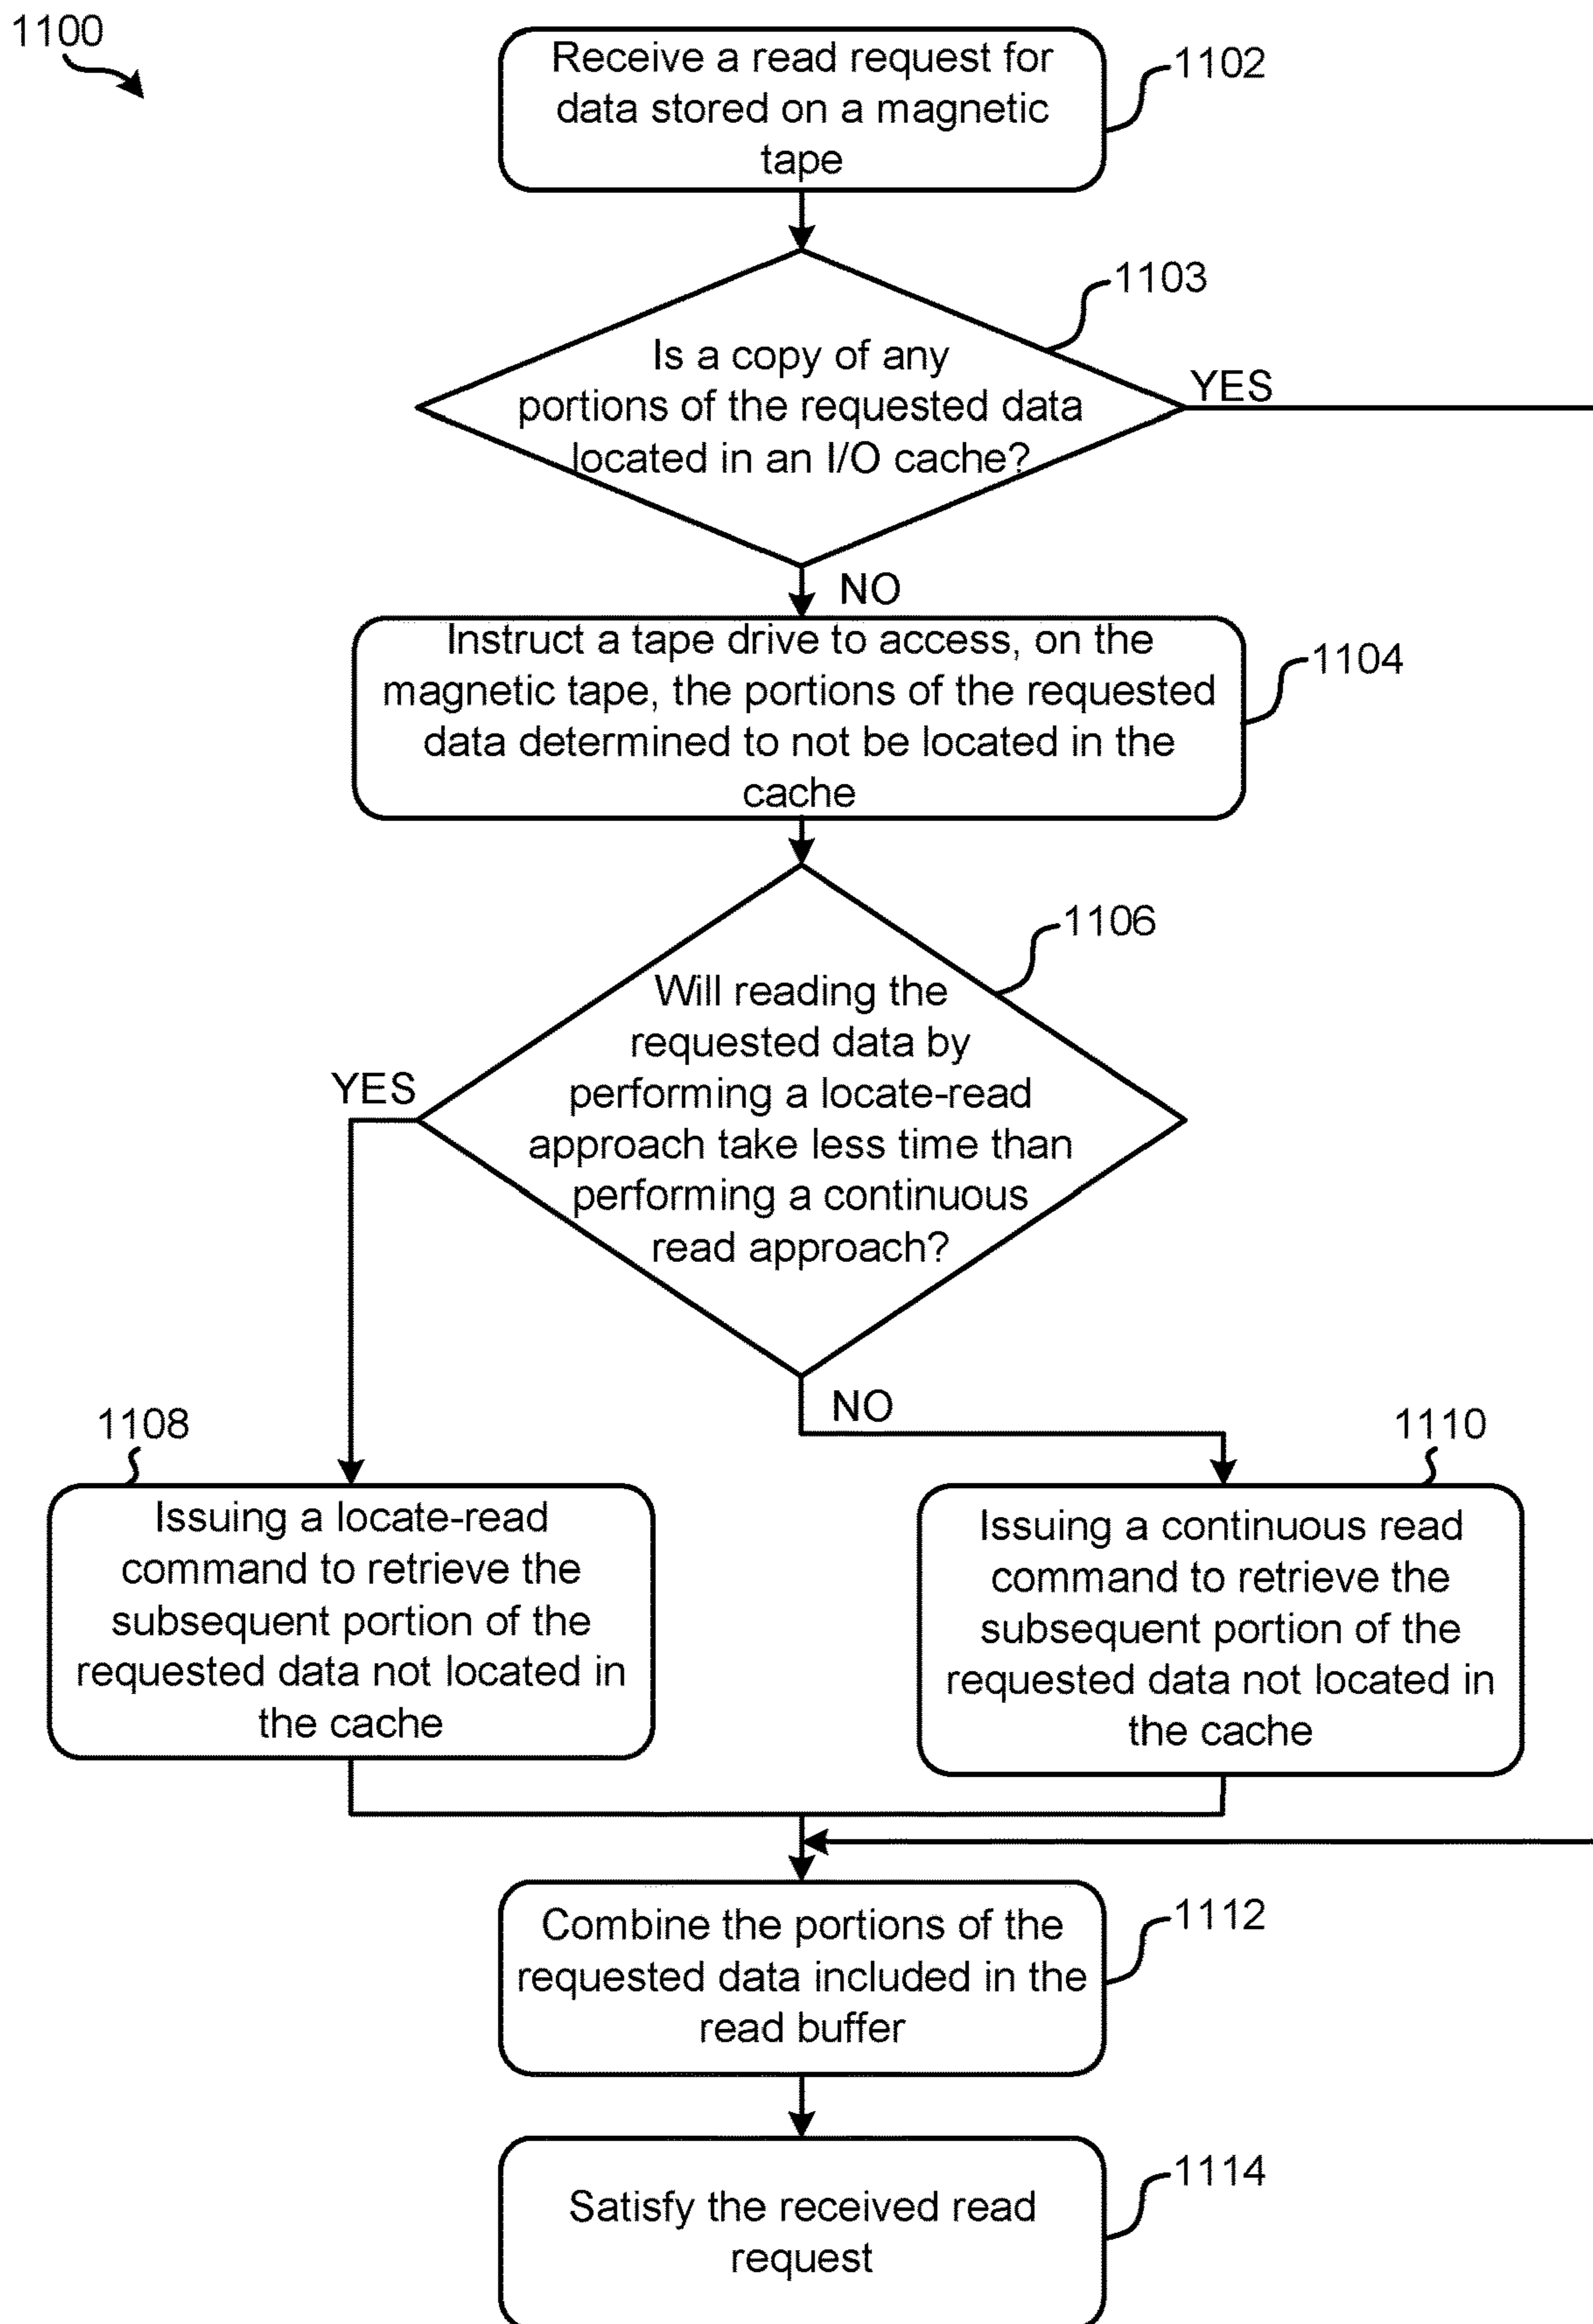 1100
Receive a read request for
data stored on a magnetic
tape
1102
1103
Is a copy of any
portions of the requested data
located in an I/O cache?
YES
NO
Instruct a tape drive to access, on the
magnetic tape, the portions of the requested
data determined to not be located in the
cache
1104
1106
Will reading the
requested data by
performing a locate-read
approach take less time than
performing a continuous
read approach?
YES
NO
1108
Issuing a locate-read
command to retrieve the
subsequent portion of the
requested data not located in
the cache
1110
Issuing a continuous read
command to retrieve the
subsequent portion of the
requested data not located in
the cache
Combine the portions of the
requested data included in the
read buffer
1112
Satisfy the received read
request
1114